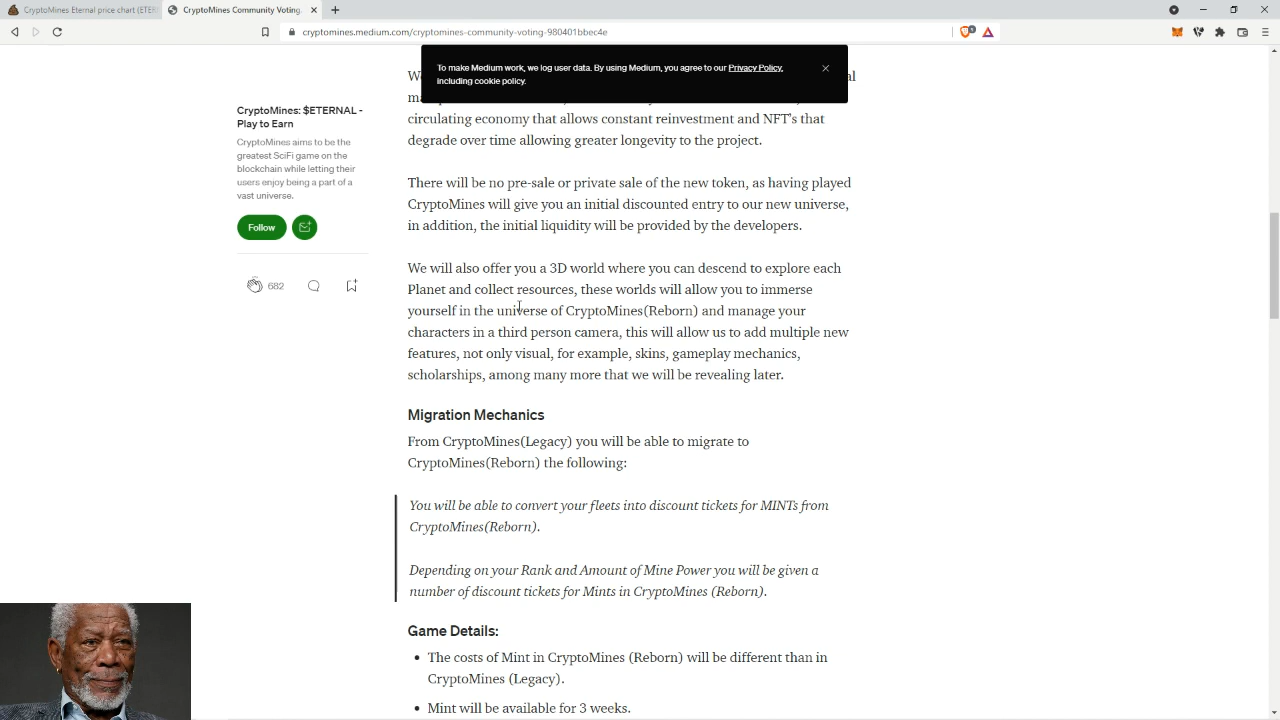 CryptoMines Eternal price chart (ETER
CryptoMines Community Voting.
cryptomines.medium.com/cryptomines-community-voting-980401bbec4e
To make Medium work, we log user data. By using Medium, you agree to our Privacy Policy,
including cookie policy.
circulating economy that allows constant reinvestment and NFT's that
degrade over time allowing greater longevity to the project.
CryptoMines: $ETERNAL -
Play to Earn
CryptoMines aims to be the
greatest SciFi game on the
blockchain while letting their
users enjoy being a part of a
vast universe.
Follow
682
There will be no pre-sale or private sale of the new token, as having played
CryptoMines will give you an initial discounted entry to our new universe,
in addition, the initial liquidity will be provided by the developers.
We will also offer you a 3D world where you can descend to explore each
Planet and collect resources, these worlds will allow you to immerse
yourself in the universe of CryptoMines(Reborn) and manage your
characters in a third person camera, this will allow us to add multiple new
features, not only visual, for example, skins, gameplay mechanics,
scholarships, among many more that we will be revealing later.
Migration Mechanics
From CryptoMines(Legacy) you will be able to migrate to
CryptoMines(Reborn) the following:
You will be able to convert your fleets into discount tickets for MINTs from
CryptoMines(Reborn).
Depending on your Rank and Amount of Mine Power you will be given a
number of discount tickets for Mints in CryptoMines (Reborn).
Game Details:
The costs of Mint in CryptoMines (Reborn) will be different than in
CryptoMines (Legacy).
Mint will be available for 3 weeks.